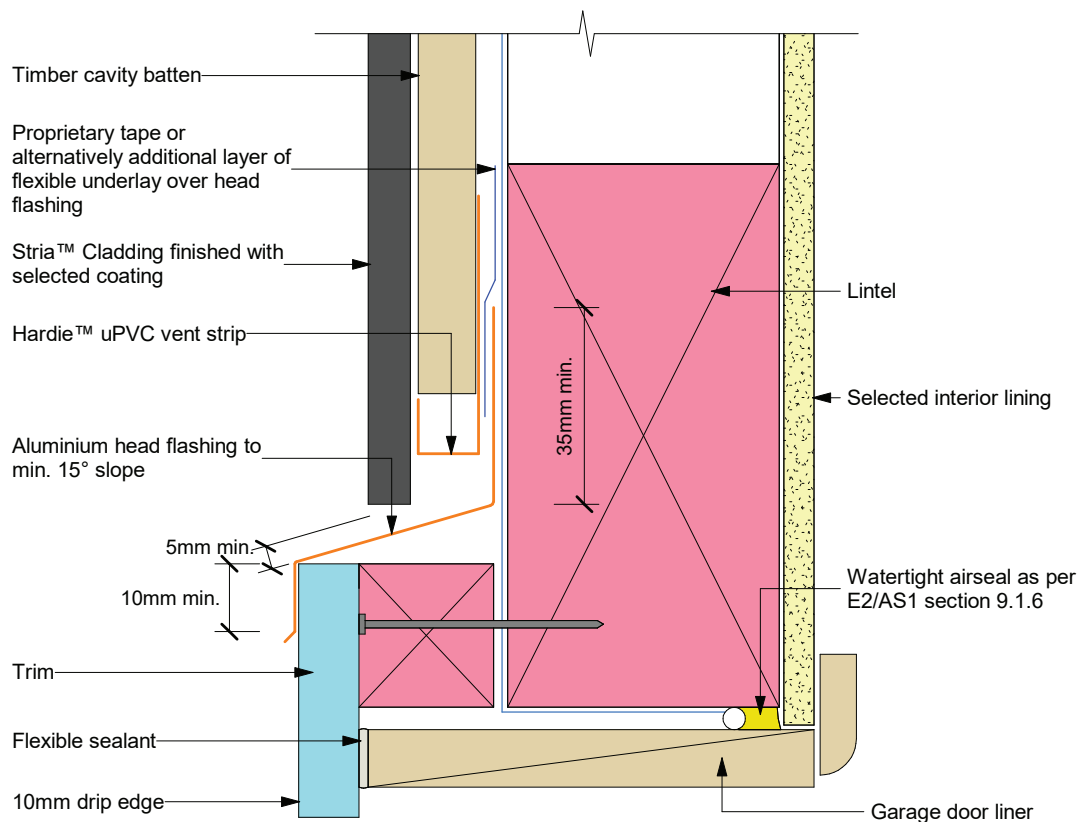 Timber cavity batten
Proprietary tape or
alternatively additional layer of
flexible underlay over head
flashing
Stria™ Cladding finished with
selected coating
Hardie™ uPVC vent strip
Aluminium head flashing to
min. 15° slope
5mm min.
10mm min.
Trim
Flexible sealant
10mm drip edge
35mm min.
Lintel
Selected interior lining
Watertight airseal as per
E2/AS1 section 9.1.6
Garage door liner